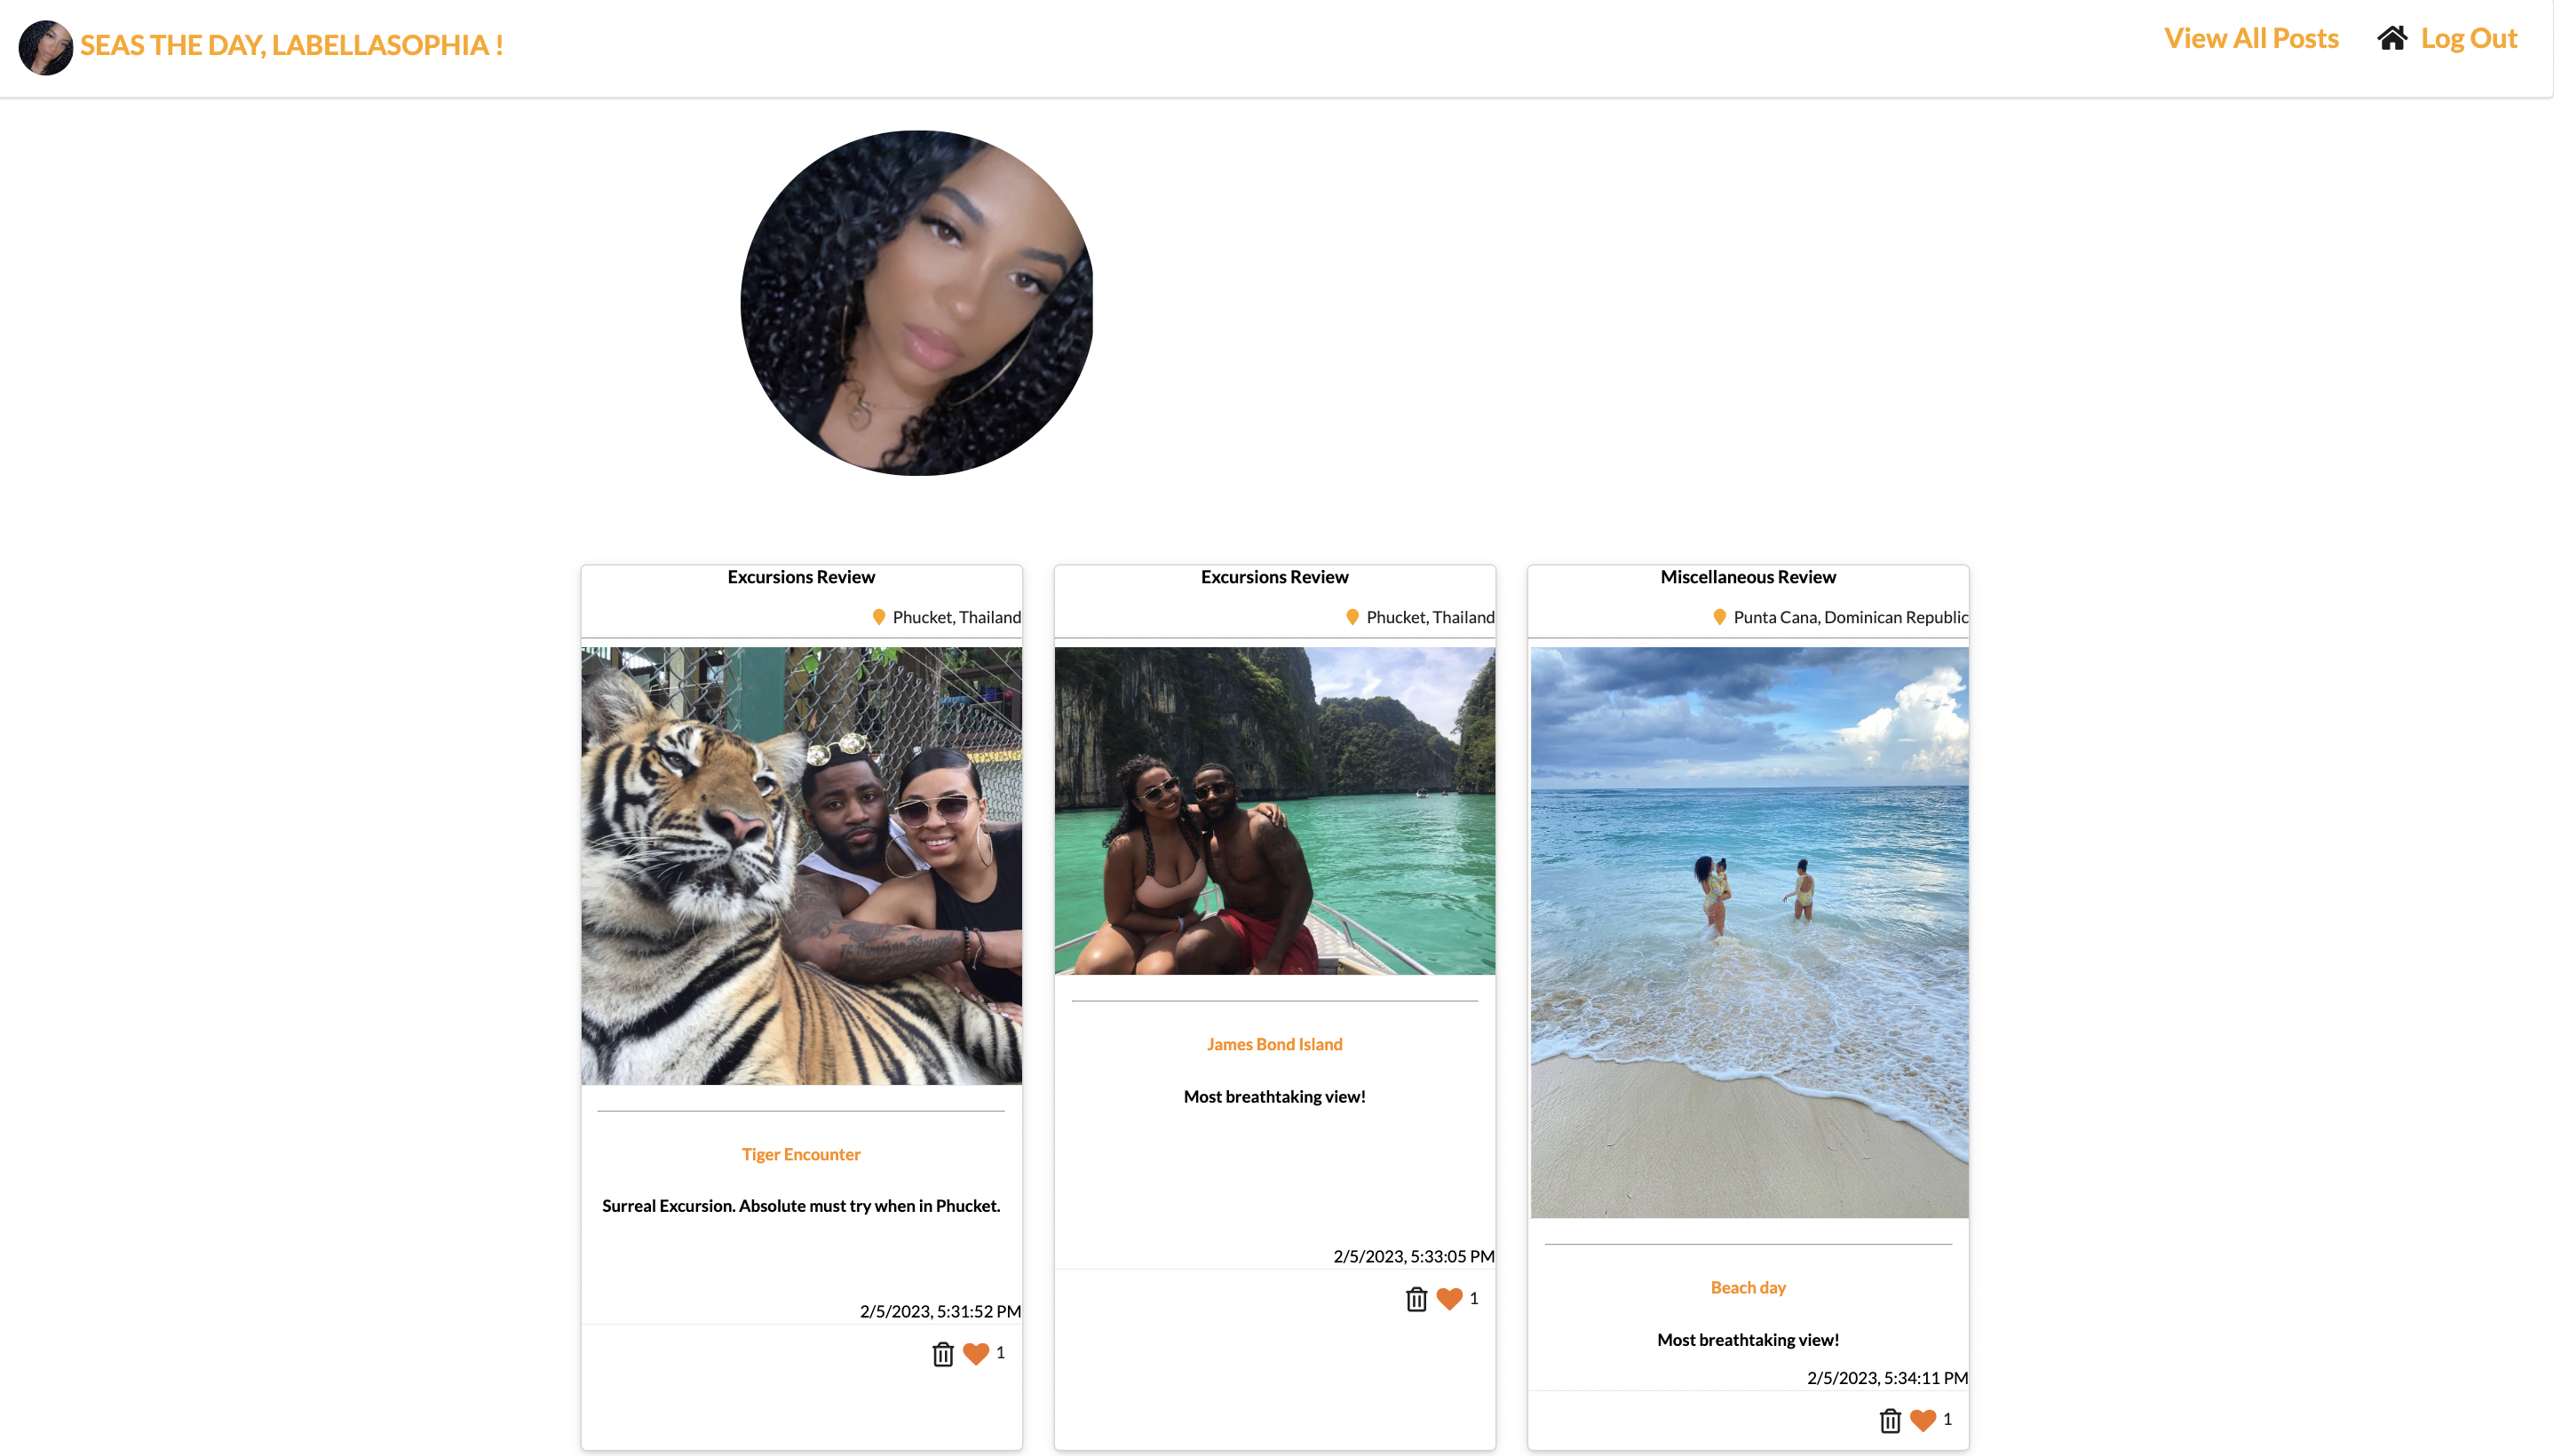 SEAS THE DAY, LABELLASOPHIA !
View All Posts
Log Out
Excursions Review
Phucket, Thailand
Tiger Encounter
Surreal Excursion. Absolute must try when in Phucket.
2/5/2023, 5:31:52 PM
1
Excursions Review
Phucket, Thailand
James Bond Island
Most breathtaking view!
2/5/2023, 5:33:05 PM
1
Miscellaneous Review
Punta Cana, Dominican Republic
Beach day
Most breathtaking view!
2/5/2023, 5:34:11 PM
1